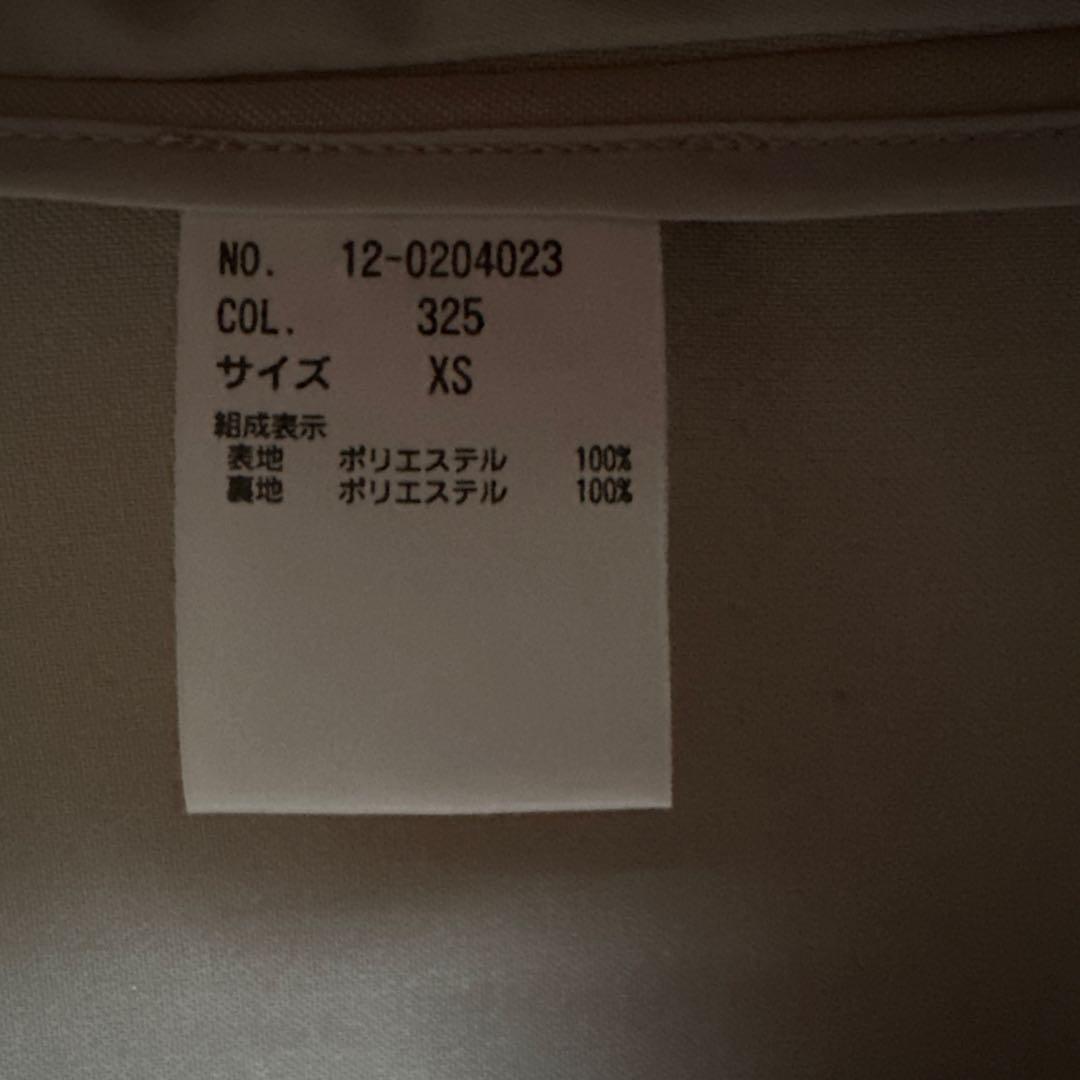 NO. 12-0204023
COL. 325
サイズ XS
組成表示
表地 ポリエステル 100%
裏地 ポリエステル 100%